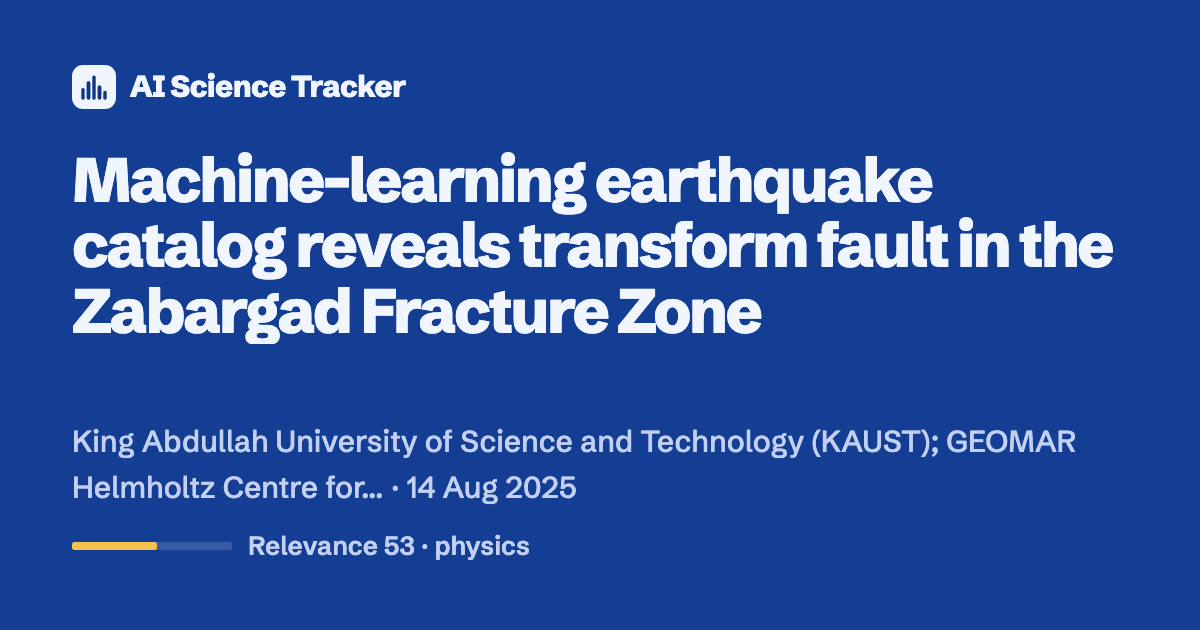 AI Science Tracker
Machine-learning earthquake
catalog reveals transform fault in the
Zabargad Fracture Zone
King Abdullah University of Science and Technology (KAUST); GEOMAR
Helmholtz Centre for... · 14 Aug 2025
Relevance 53 · physics